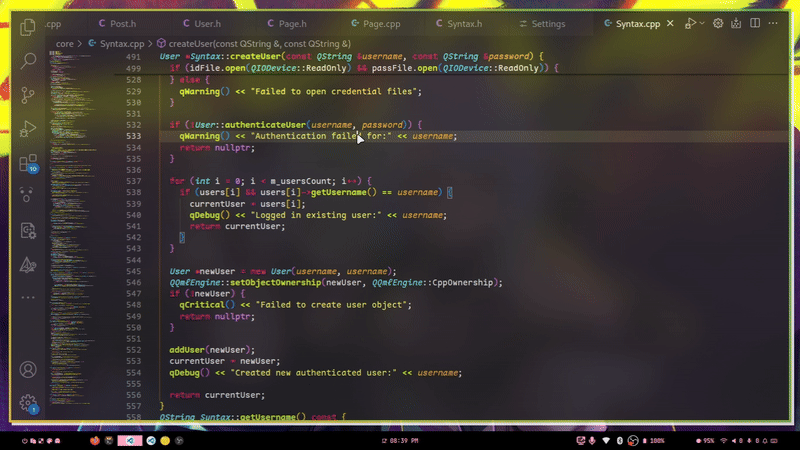 .cpp Post.h User.h Page.h Page.cpp Syntax.h Settings Syntax.cpp
core > Syntax.cpp > createUser(const QString &, const QString &)
491 User *Syntax::createUser(const QString &username, const QString &password) {
499 if (idFile.open(QIODevice::ReadOnly) && passFile.open(QIODevice::ReadOnly)) {
528 } else {
529 qWarning() << "Failed to open credential files";
530 }
531
532 if (!User::authenticateUser(username, password)) {
533 qWarning() << "Authentication failed for:" << username;
534 return nullptr;
535 }
536
537 for (int i = 0; i < m_usersCount; i++) {
538 if (users[i] && users[i]->getUsername() == username) {
539 currentUser = users[i];
540 qDebug() << "Logged in existing user:" << username;
541 return currentUser;
542 }
543 }
544
545 User *newUser = new User(username, username);
546 QQmlEngine::setObjectOwnership(newUser, QQmlEngine::CppOwnership);
547 if (!newUser) {
548 qCritical() << "Failed to create user object";
549 return nullptr;
550 }
551
552 addUser(newUser);
553 currentUser = newUser;
554 qDebug() << "Created new authenticated user:" << username;
555
556 return currentUser;
557 }
558 QString Syntax::getUsername() const {
10
1
08:39 PM
100%
95%